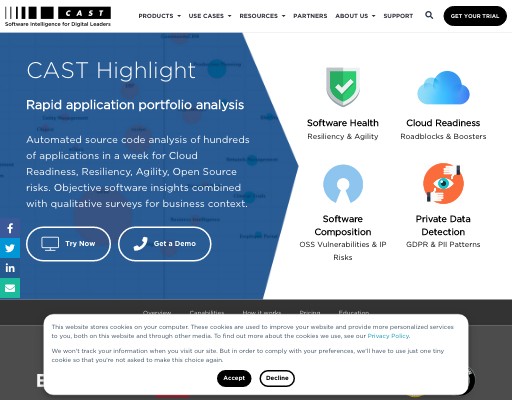 CAST
Software Intelligence for Digital Leaders
PRODUCTS
USE CASES
RESOURCES
PARTNERS
ABOUT US
SUPPORT
GET YOUR TRIAL
CAST Highlight
Rapid application portfolio analysis
Automated source code analysis of hundreds
of applications in a week for Cloud
Readiness, Resiliency, Agility, Open Source
risks. Objective software insights combined
with qualitative surveys for business context.
Try Now
Get a Demo
Software Health
Resiliency & Agility
Cloud Readiness
Roadblocks & Boosters
Software
Composition
OSS Vulnerabilities & IP
Risks
Private Data
Detection
GDPR & PII Patterns
Overview
Capabilities
How it works
Pricing
Education
This website stores cookies on your computer. These cookies are used to improve your website and provide more personalized services
to you, both on this website and through other media. To find out more about the cookies we use, see our Privacy Policy.
We won't track your information when you visit our site. But in order to comply with your preferences, we'll have to use just one tiny
cookie so that you're not asked to make this choice again.
Accept
Decline